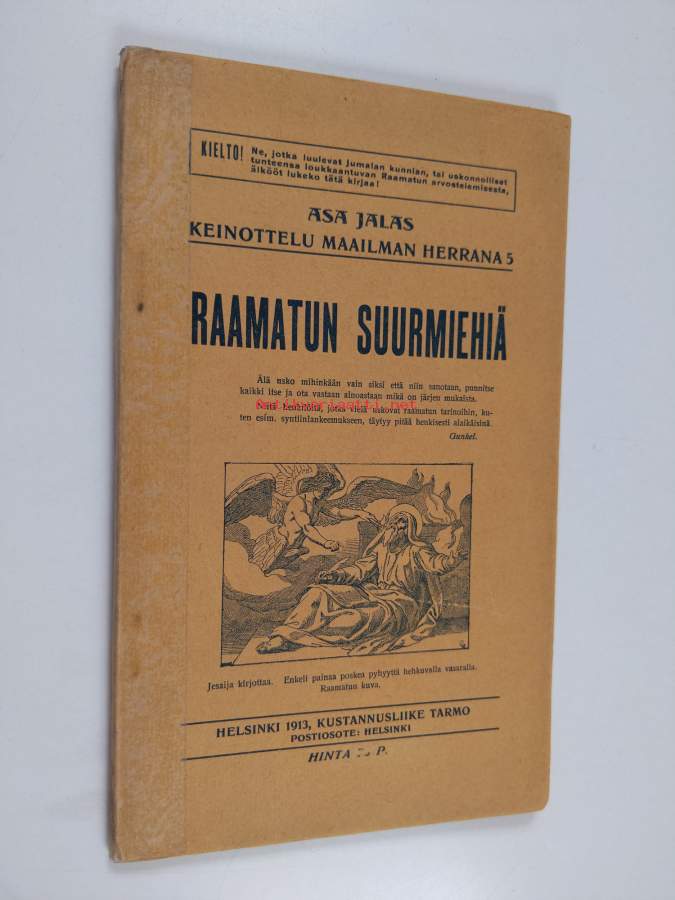 KIELTO! Ne, jotka luulevat Jumalan kunnian, tai uskonnolliset
tunteensa loukkaantuvan Raamatun arvostelemisesta,
älkööt lukeko tätä kirjaa!
ASA JALAS
KEINOTTELU MAAILMAN HERRANA 5
RAAMATUN SUURMIEHIÄ
Älä usko mihinkään vain siksi että niin sanotaan, punnitse
kaikki itse ja ota vastaan ainoastaan mikä on järjen mukaista.
henkilöitä, jotka vielä uskovat raamatun tarinoihin, ku-
ten esim. syntiinlankeemukseen, täytyy pitää henkisesti alaikäisinä.
Gunkel.
Jesaija kirjottaa. Enkeli painaa poskea pyhyyttä hehkuvalla vasaralla.
Raamatun kuva.
HELSINKI 1913, KUSTANNUSLIIKE TARMO
POSTIOSOTE: HELSINKI
HINTA P.